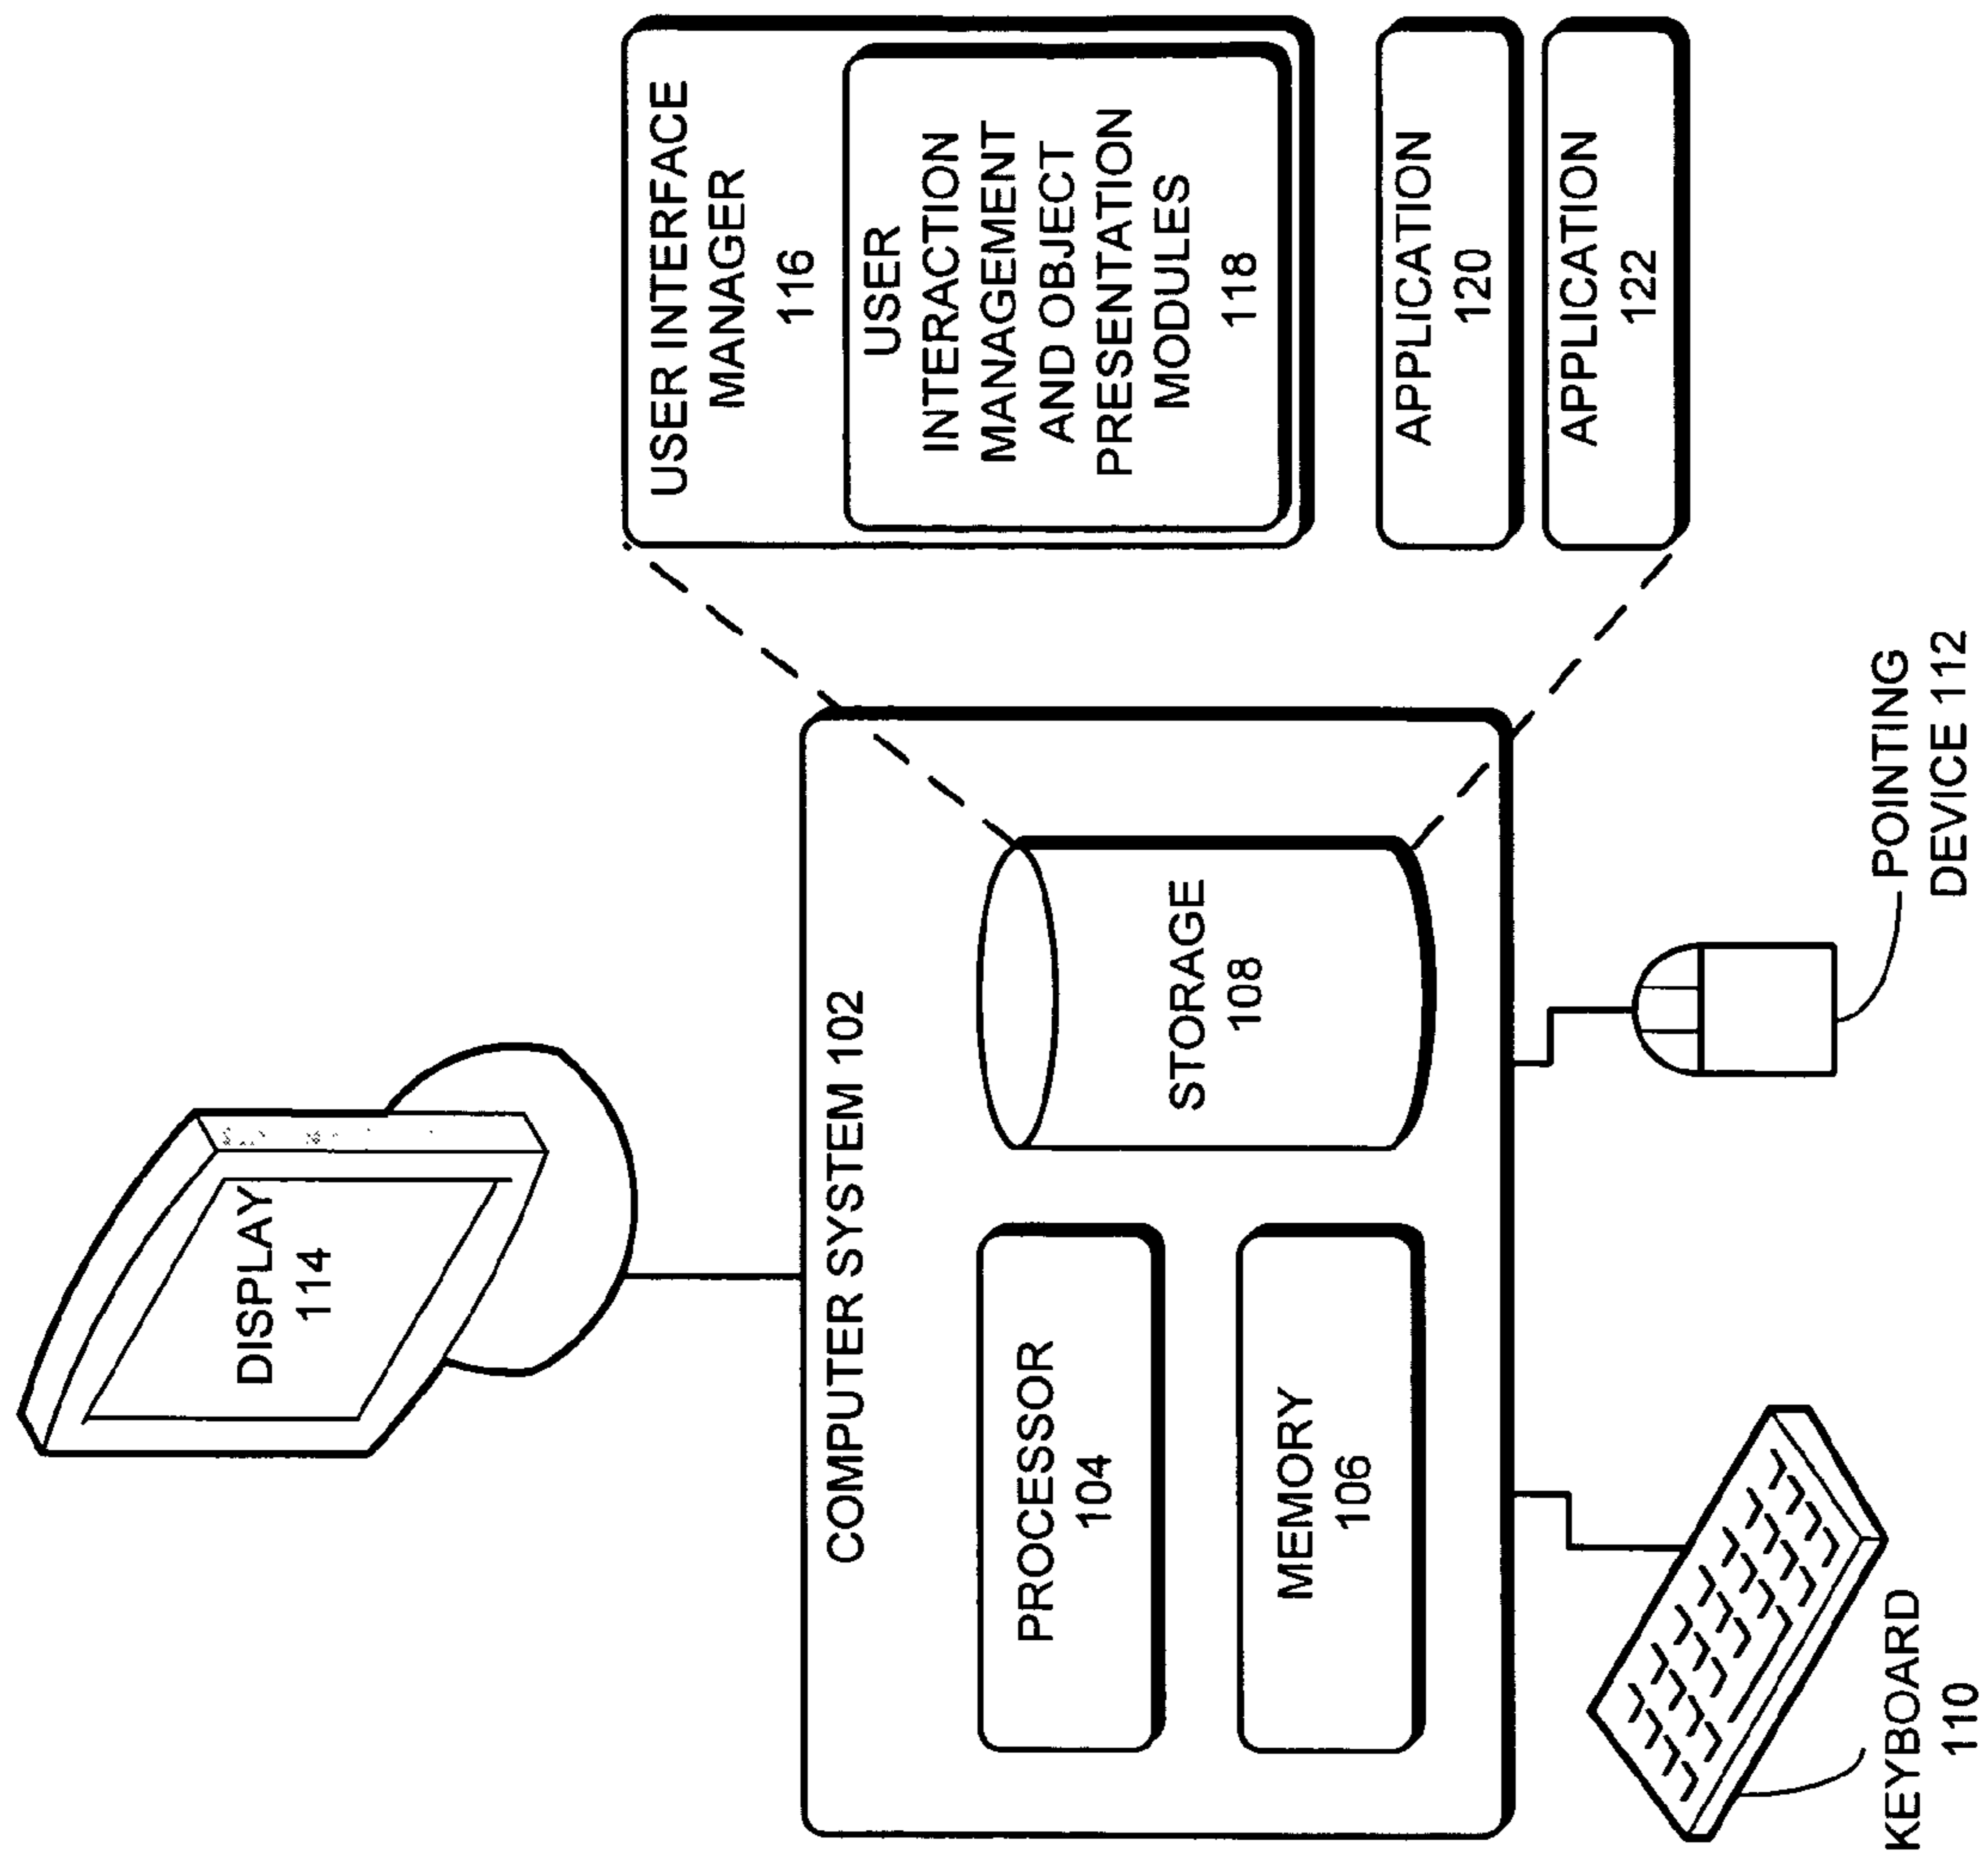 DISPLAY
114
COMPUTER SYSTEM 102
PROCESSOR
104
MEMORY
106
STORAGE
108
USER INTERFACE
MANAGER
116
USER
INTERACTION
MANAGEMENT
AND OBJECT
PRESENTATION
MODULES
118
APPLICATION
120
APPLICATION
122
KEYBOARD
110
POINTING
DEVICE 112